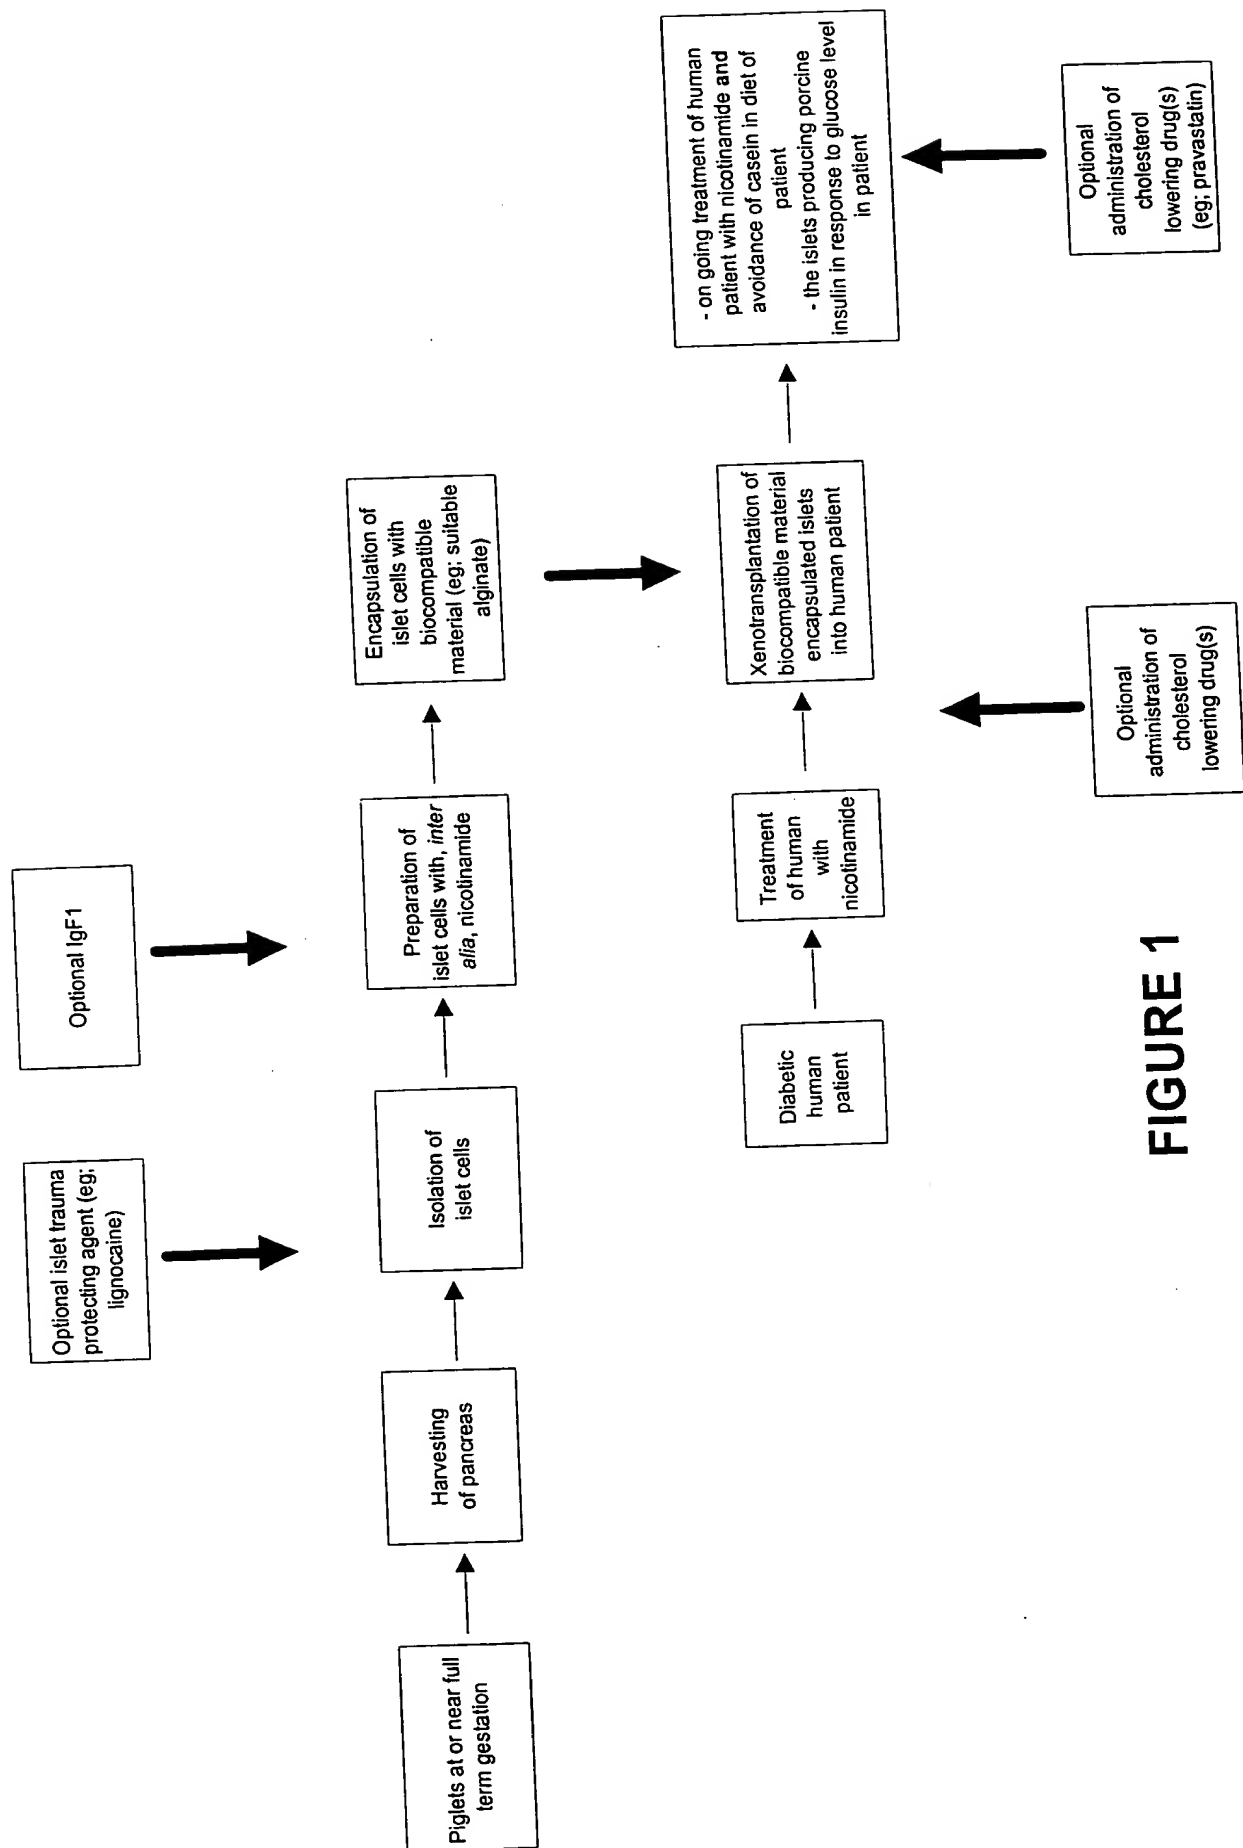 Optional islet trauma
protecting agent (eg;
lignocaine)
Optional IgF1
Piglets at or near full
term gestation
Harvesting
of pancreas
Isolation of
islet cells
Preparation of
islet cells with, inter
alia, nicotinamide
Encapsulation of
islet cells with
biocompatible
material (eg; suitable
alginate)
Diabetic
human
patient
Treatment
of human
with
nicotinamide
Xenotransplantation of
biocompatible material
encapsulated islets
into human patient
- on going treatment of human
patient with nicotinamide and
avoidance of casein in diet of
patient
- the islets producing porcine
insulin in response to glucose level
in patient
Optional
administration of
cholesterol
lowering drug(s)
Optional
administration of
cholesterol
lowering drug(s)
(eg; pravastatin)
FIGURE 1